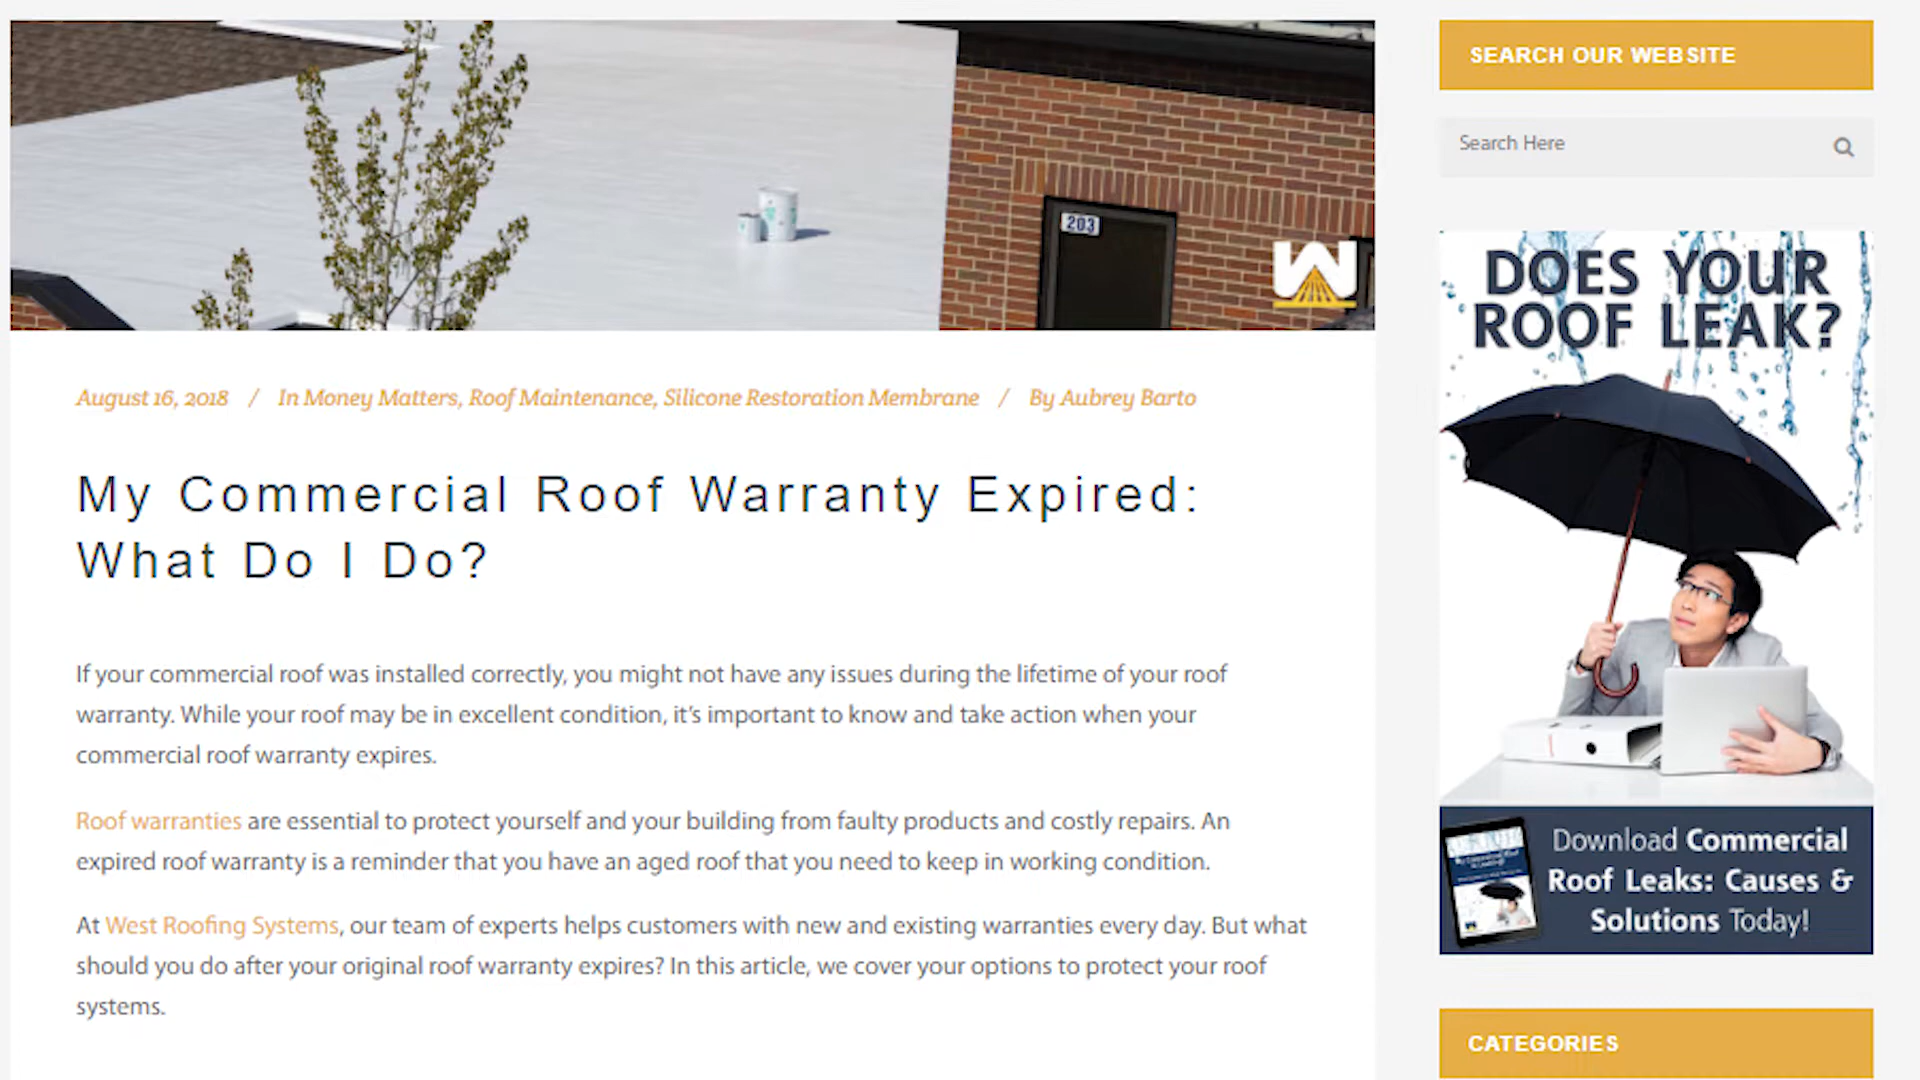 203
August 16, 2018 / In Money Matters, Roof Maintenance, Silicone Restoration Membrane / By Aubrey Barto
My Commercial Roof Warranty Expired:
What Do I Do?
If your commercial roof was installed correctly, you might not have any issues during the lifetime of your roof
warranty. While your roof may be in excellent condition, it's important to know and take action when your
commercial roof warranty expires.
Roof warranties are essential to protect yourself and your building from faulty products and costly repairs. An
expired roof warranty is a reminder that you have an aged roof that you need to keep in working condition.
At West Roofing Systems, our team of experts helps customers with new and existing warranties every day. But what
should you do after your original roof warranty expires? In this article, we cover your options to protect your roof
systems.
SEARCH OUR WEBSITE
Search Here
DOES YOUR
ROOF LEAK?
Download Commercial
Roof Leaks: Causes &
Solutions Today!
CATEGORIES